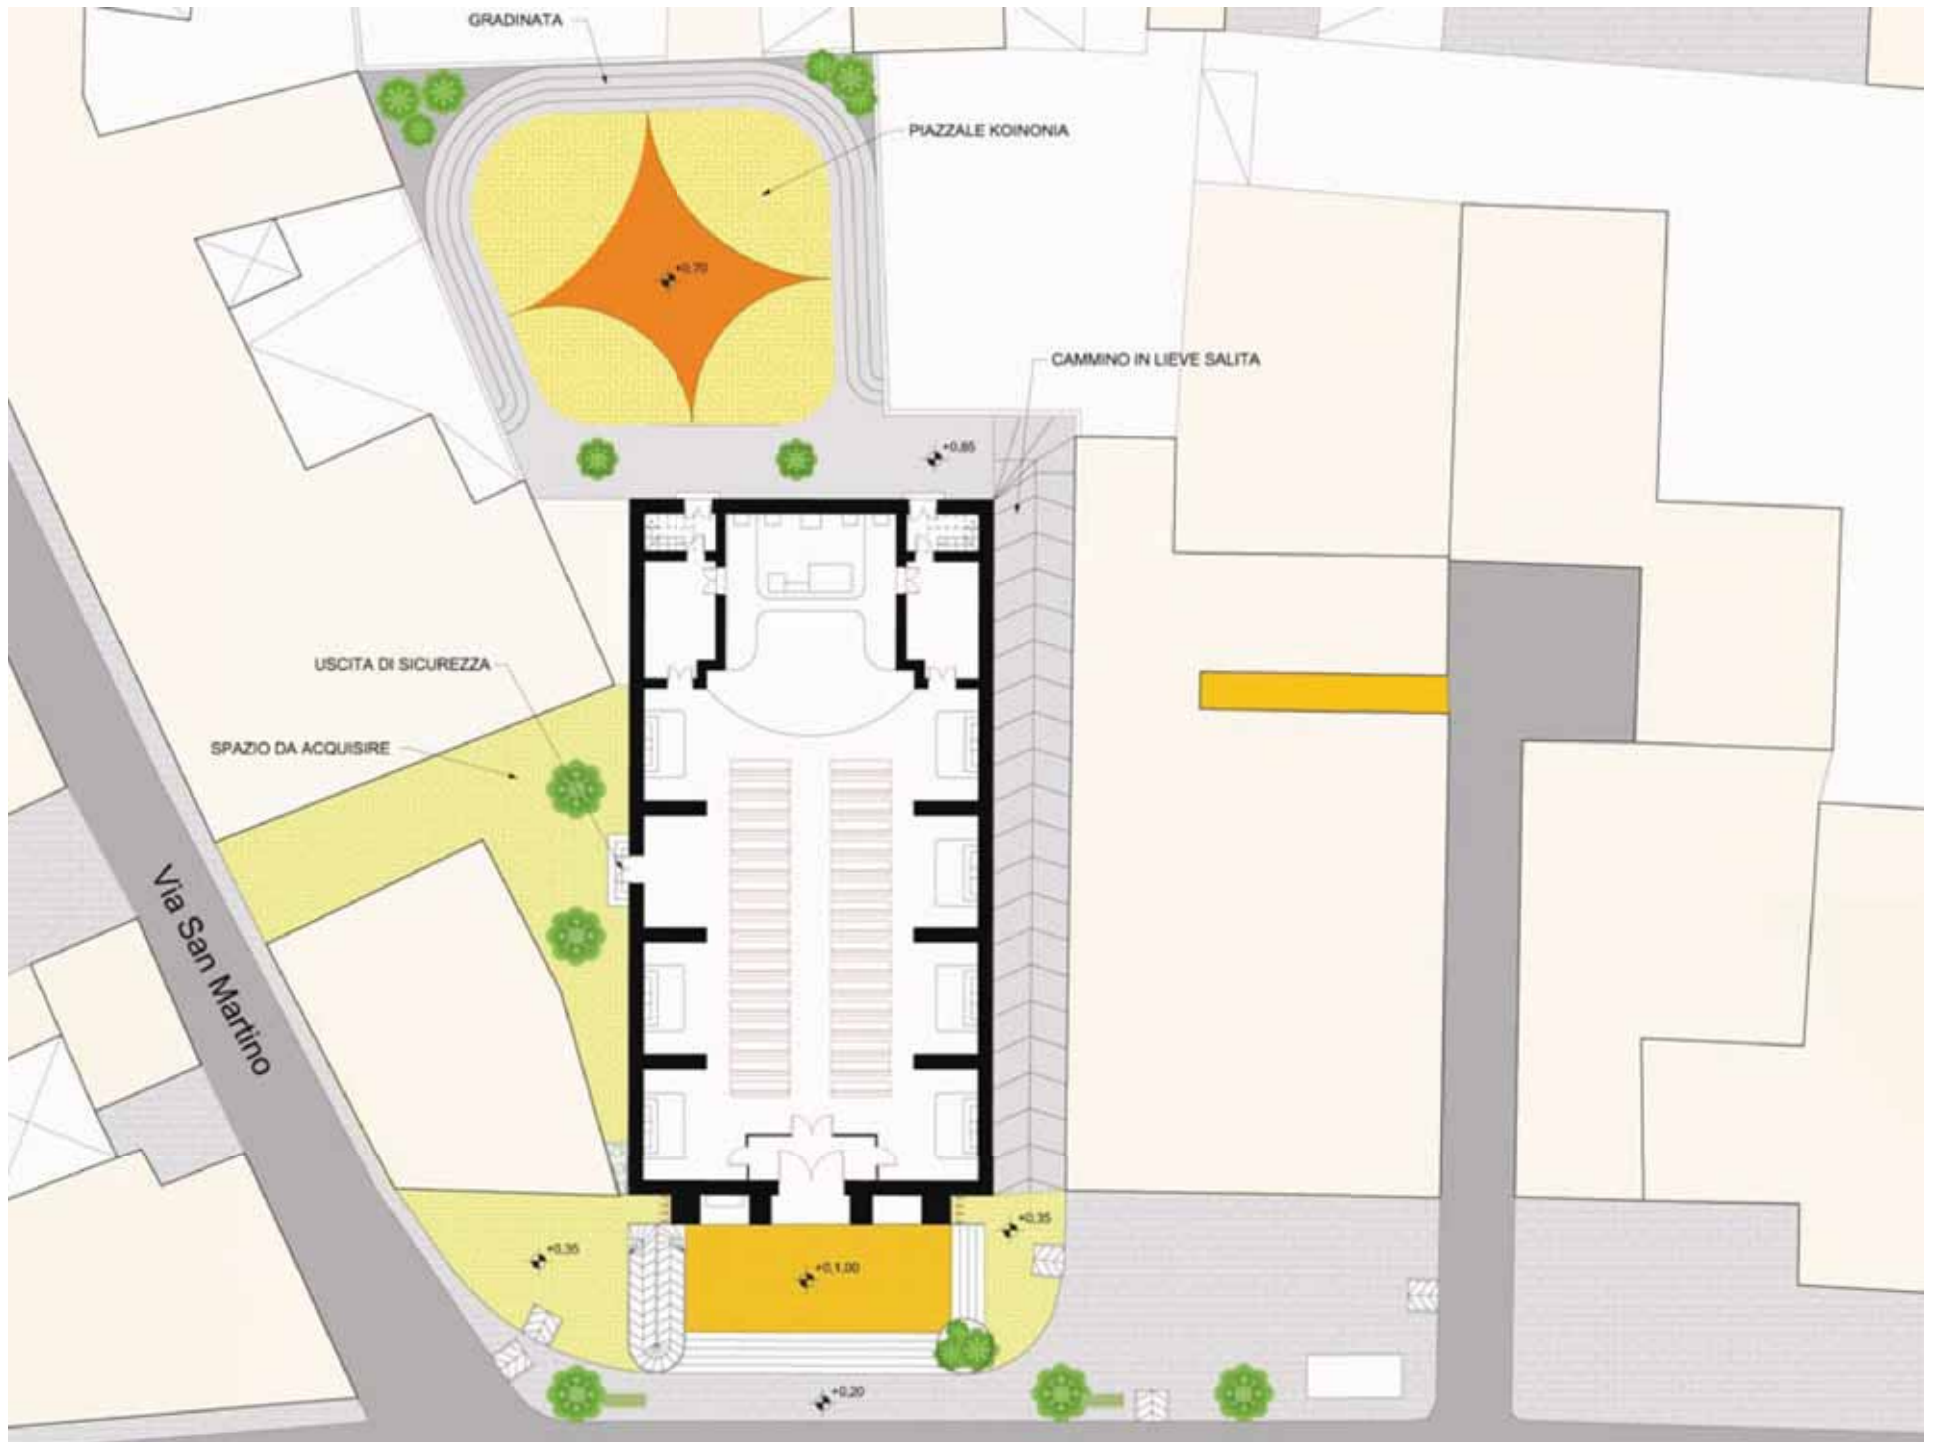 GRADINATA
PIAZZALE KOINONIA
+0,70
CAMMINO IN LIEVE SALITA
+0,85
USCITA DI SICUREZZA
SPAZIO DA ACQUISIRE
Via San Martino
+0,35
+0,35
+0,1,00
+0,20